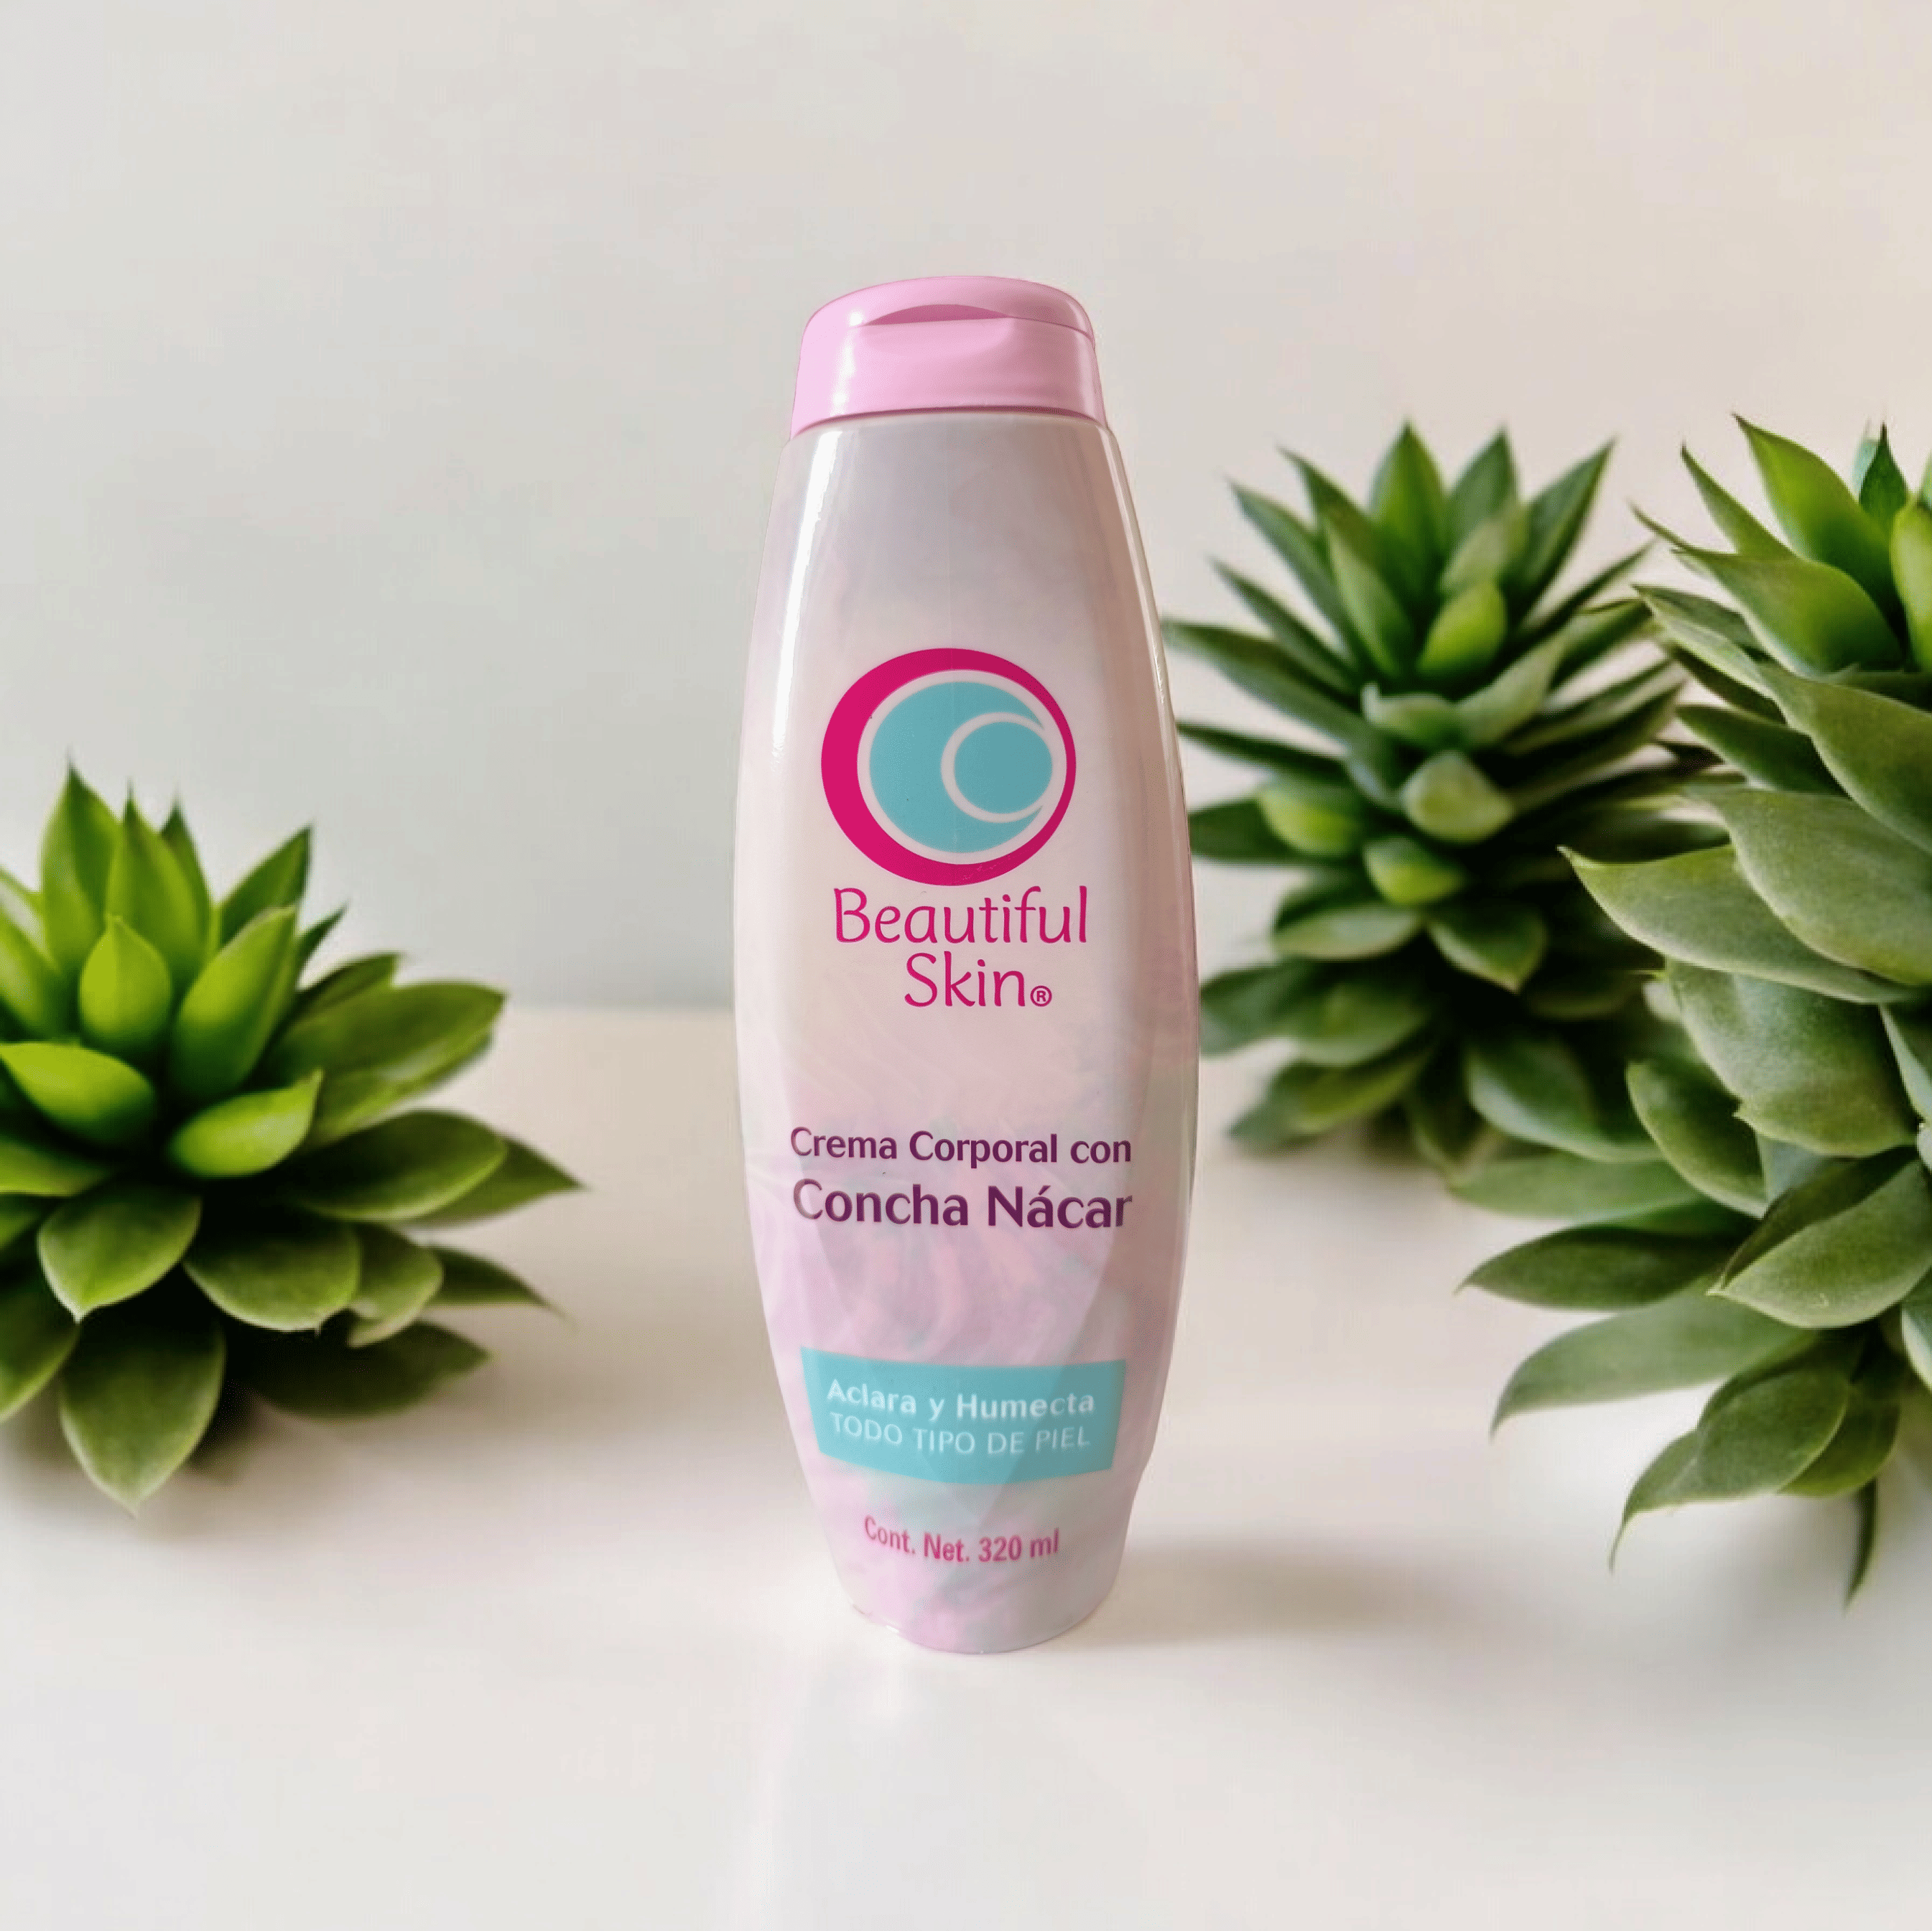 Beautiful
Skin®
Crema Corporal con
Concha Nácar
Aclara y Humecta
TODO TIPO DE PIEL
Cont. Net. 320 ml